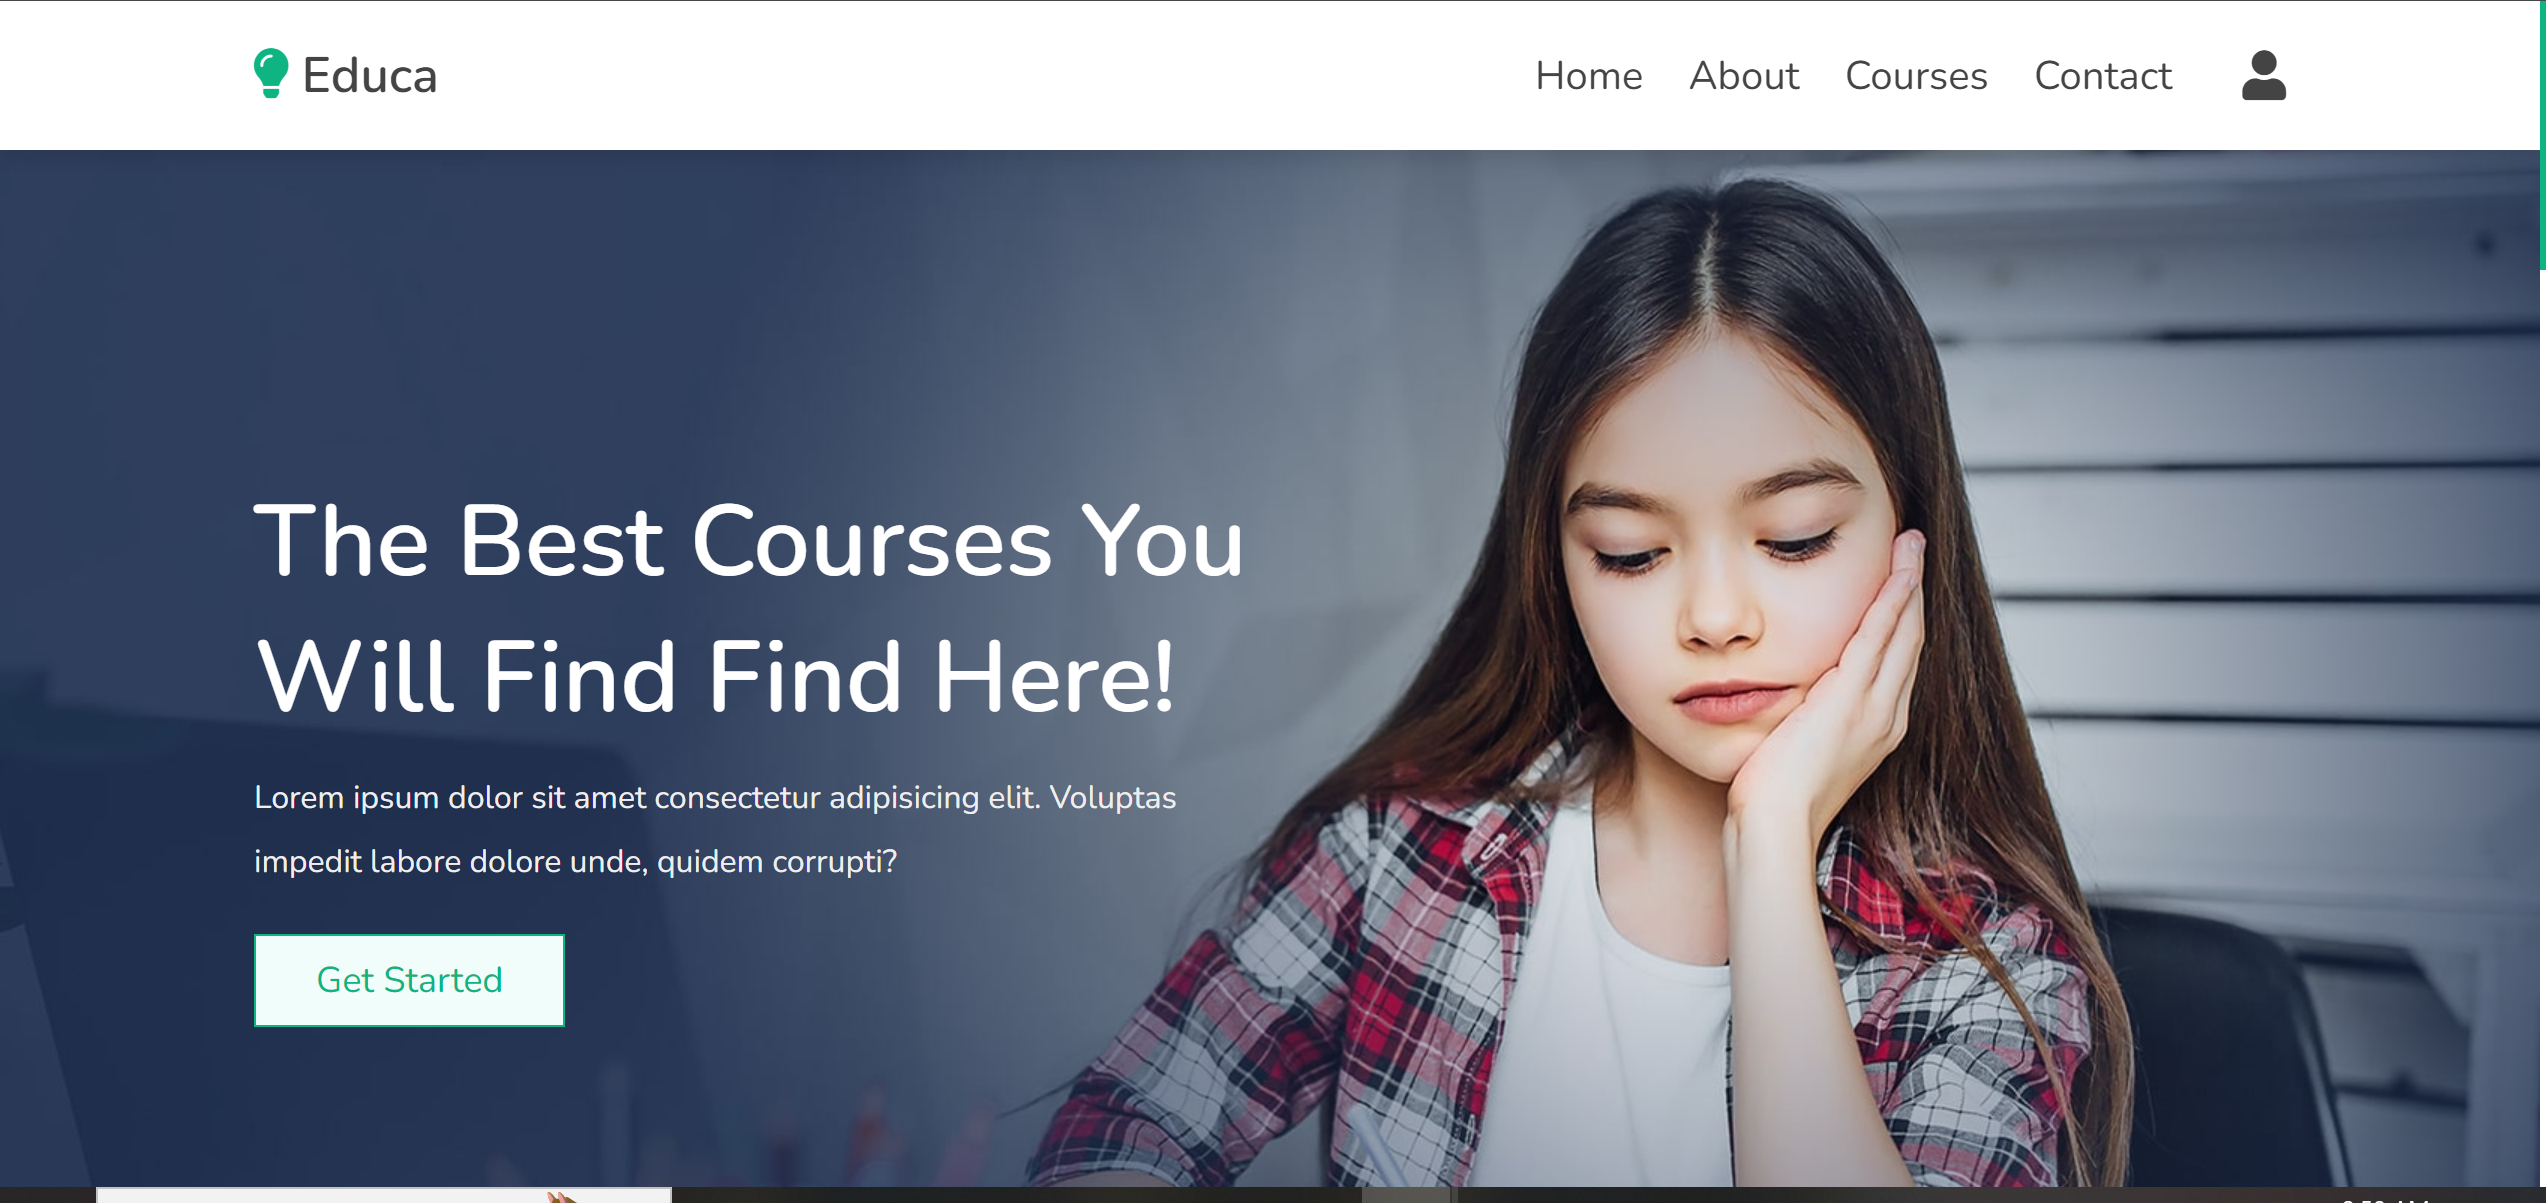 Educa
Home About Courses Contact
The Best Courses You
Will Find Find Here!
Lorem ipsum dolor sit amet consectetur adipisicing elit. Voluptas
impedit labore dolore unde, quidem corrupti?
Get Started